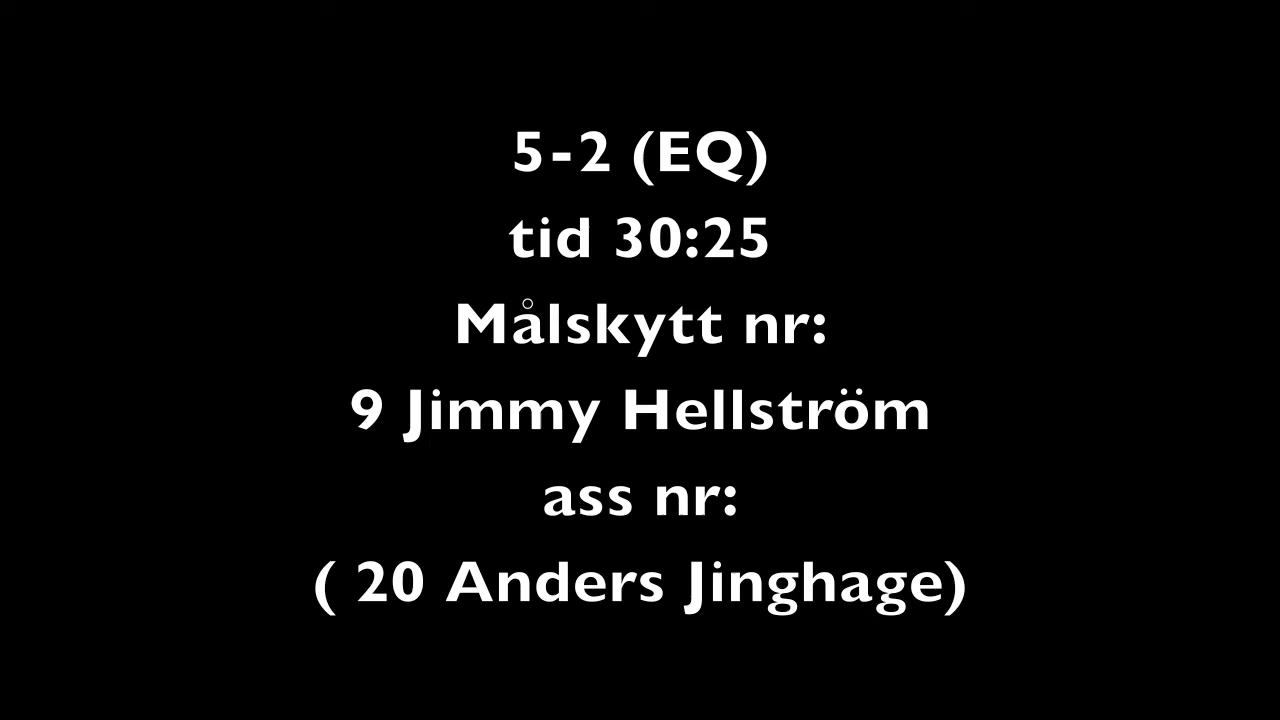 5-2 (EQ)
tid 30:25
Målskytt nr:
9 Jimmy Hellström
ass nr:
( 20 Anders Jinghage)